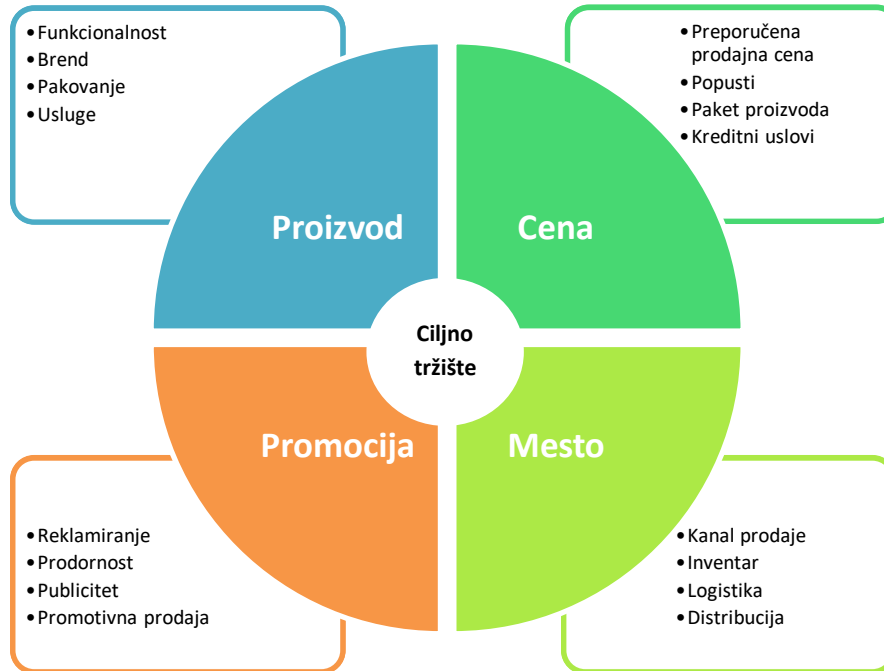 •Funkcionalnost
•Brend
•Pakovanje
•Usluge
•Preporučena
prodajna cena
•Popusti
•Paket proizvoda
•Kreditni uslovi
Proizvod
Cena
Ciljno
tržište
Promocija
Mesto
•Reklamiranje
•Prodornost
•Publicitet
•Promotivna prodaja
•Kanal prodaje
•Inventar
•Logistika
•Distribucija